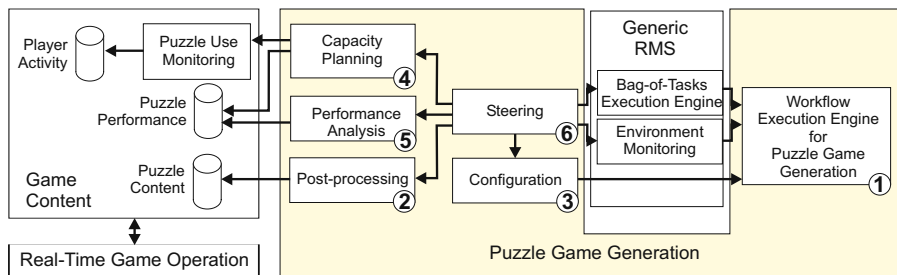 Player
Activity
Puzzle Use
Monitoring
Puzzle
Performance
Puzzle
Content
Game
Content
Real-Time Game Operation
Capacity
Planning
4
Performance
Analysis
5
Post-processing
2
Steering
6
Configuration
3
Generic
RMS
Bag-of-Tasks
Execution Engine
Environment
Monitoring
Workflow
Execution Engine
for
Puzzle Game
Generation
1
Puzzle Game Generation